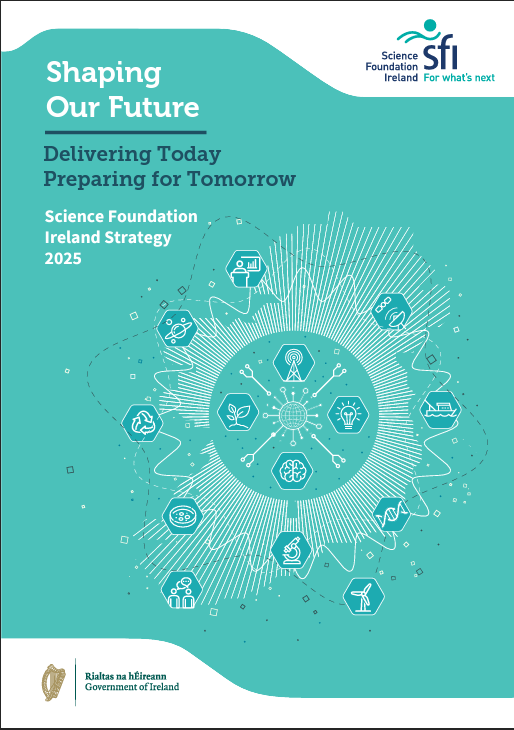 Science
Foundation
Ireland
sfi
For what's next
Shaping
Our Future
Delivering Today
Preparing for Tomorrow
Science Foundation
Ireland Strategy
2025
Rialtas na hÉireann
Government of Ireland